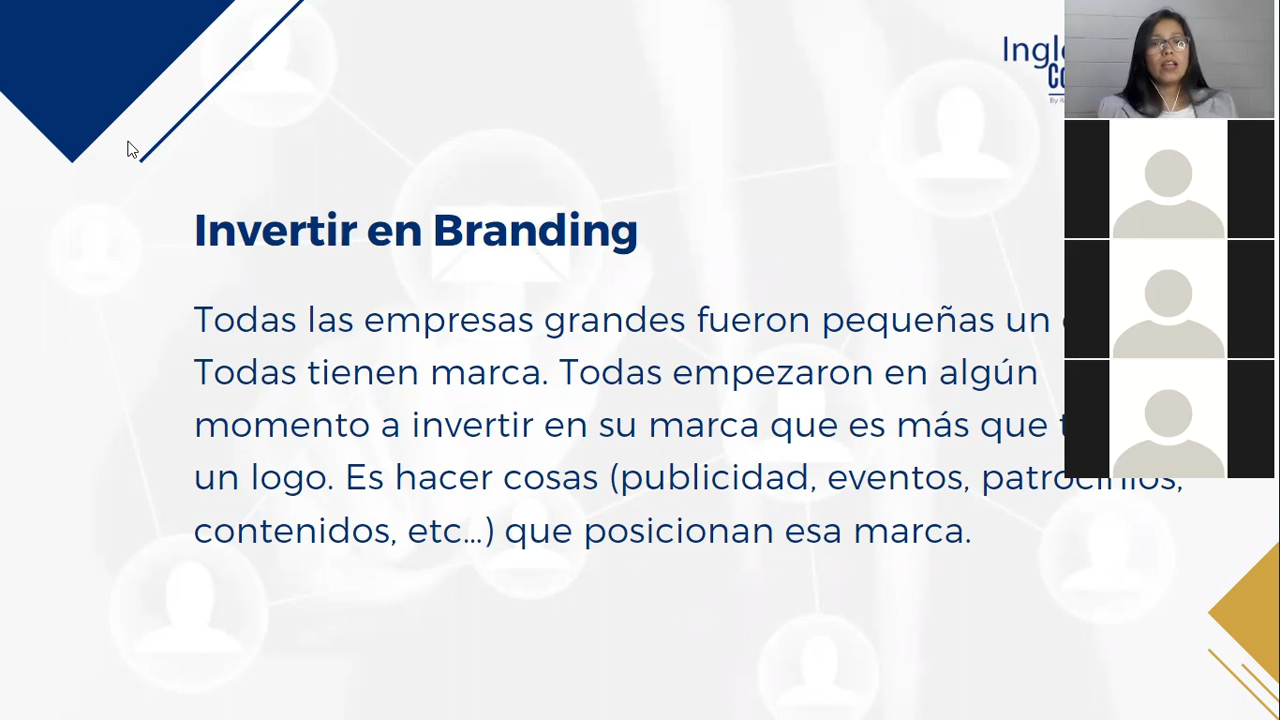 Invertir en Branding
Todas las empresas grandes fueron pequeñas un
Todas tienen marca. Todas empezaron en algún
momento a invertir en su marca que es más que
un logo. Es hacer cosas (publicidad, eventos, patrocinios,
contenidos, etc...) que posicionan esa marca.